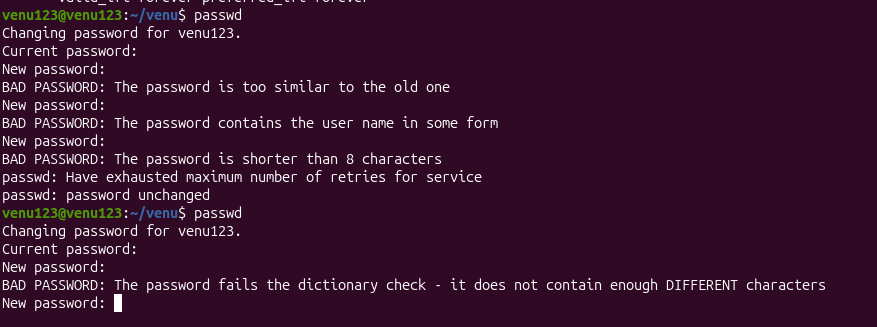 venu123@venu123:~/venu$ passwd
Changing password for venu123.
Current password:
New password:
BAD PASSWORD: The password is too similar to the old one
New password:
BAD PASSWORD: The password contains the user name in some form
New password:
BAD PASSWORD: The password is shorter than 8 characters
passwd: Have exhausted maximum number of retries for service
passwd: password unchanged
venu123@venu123:~/venu$ passwd
Changing password for venu123.
Current password:
New password:
BAD PASSWORD: The password fails the dictionary check - it does not contain enough DIFFERENT characters
New password: